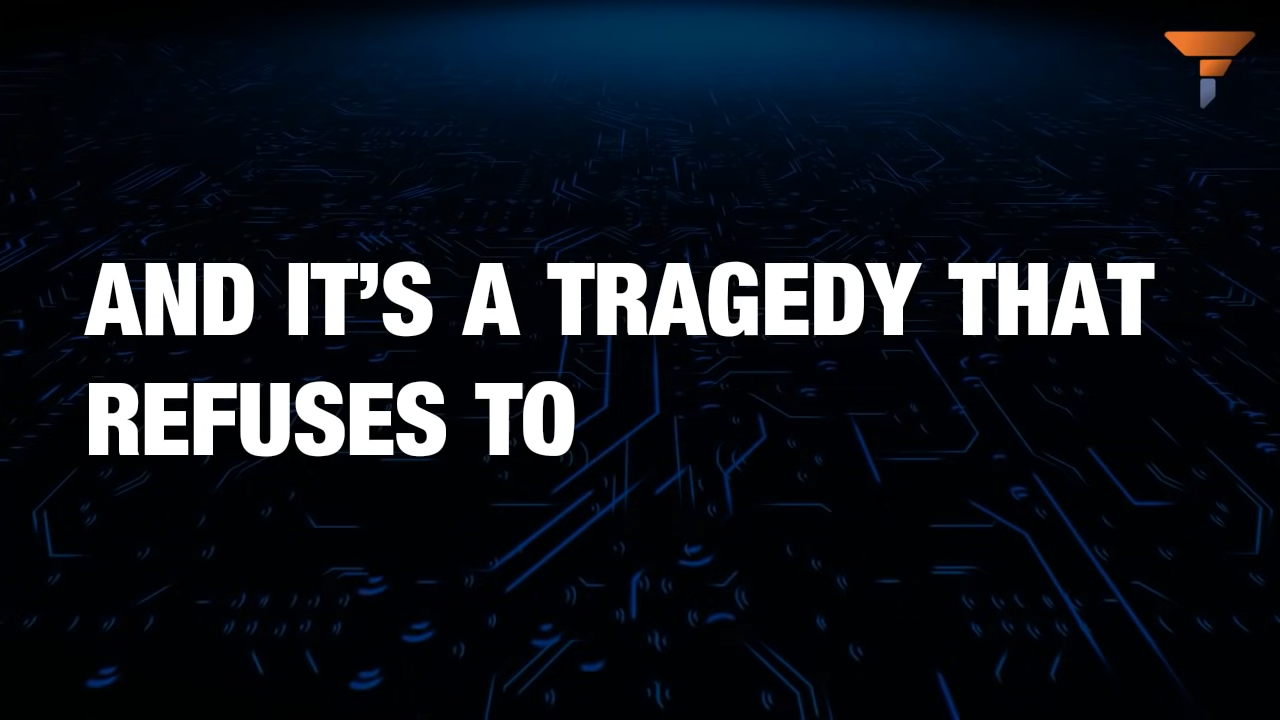 AND IT’S A TRAGEDY THAT
REFUSES TO